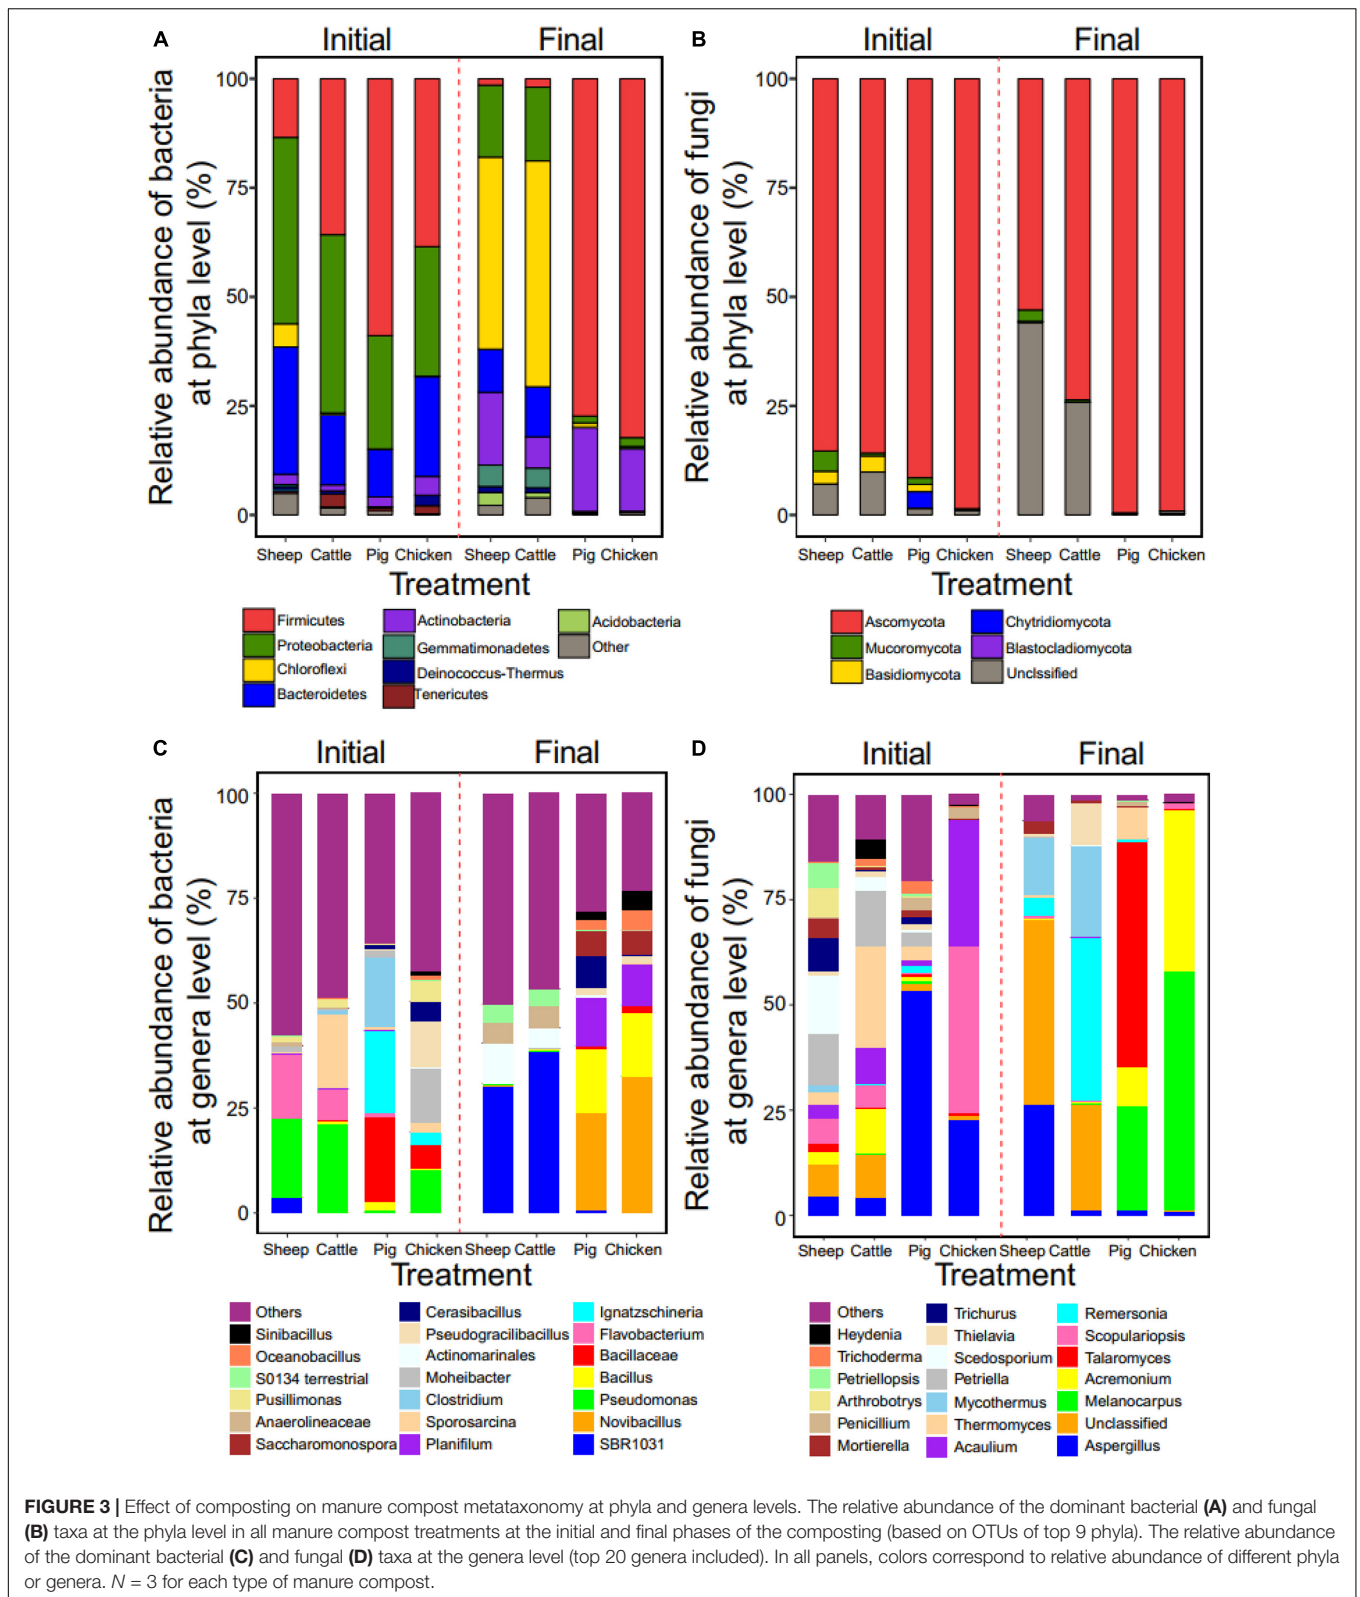 A
Initial
Final
Relative abundance of bacteria
at phyla level (%)
100
75
50
25
0
Sheep Cattle Pig Chicken Sheep Cattle Pig Chicken
Treatment
Firmicutes
Proteobacteria
Chloroflexi
Bacteroidetes
Actinobacteria
Gemmatimonadetes
Deinococcus-Thermus
Tenericutes
Acidobacteria
Other
B
Initial
Final
Relative abundance of fungi
at phyla level (%)
100
75
50
25
0
Sheep Cattle Pig Chicken Sheep Cattle Pig Chicken
Treatment
Ascomycota
Mucoromycota
Basidiomycota
Chytridiomycota
Blastocladiomycota
Unclssified
C
Initial
Final
Relative abundance of bacteria
at genera level (%)
100
75
50
25
0
Sheep Cattle Pig Chicken Sheep Cattle Pig Chicken
Treatment
Others
Sinibacillus
Oceanobacillus
S0134 terrestrial
Pusillimonas
Anaerolineaceae
Saccharomonospora
Cerasibacillus
Pseudogracilibacillus
Actinomarinales
Moheibacter
Clostridium
Sporosarcina
Planifilum
Ignatzschineria
Flavobacterium
Bacillaceae
Bacillus
Pseudomonas
Novibacillus
SBR1031
D
Initial
Final
Relative abundance of fungi
at genera level (%)
100
75
50
25
0
Sheep Cattle Pig Chicken Sheep Cattle Pig Chicken
Treatment
Others
Heydenia
Trichoderma
Petriellopsis
Arthrobotrys
Penicillium
Mortierella
Trichurus
Thielavia
Scedosporium
Petriella
Mycothermus
Thermomyces
Acaulium
Remersonia
Scopulariopsis
Talaromyces
Acremonium
Melanocarpus
Unclassified
Aspergillus
FIGURE 3 | Effect of composting on manure compost metataxonomy at phyla and genera levels. The relative abundance of the dominant bacterial (A) and fungal
(B) taxa at the phyla level in all manure compost treatments at the initial and final phases of the composting (based on OTUs of top 9 phyla). The relative abundance
of the dominant bacterial (C) and fungal (D) taxa at the genera level (top 20 genera included). In all panels, colors correspond to relative abundance of different phyla
or genera. N = 3 for each type of manure compost.